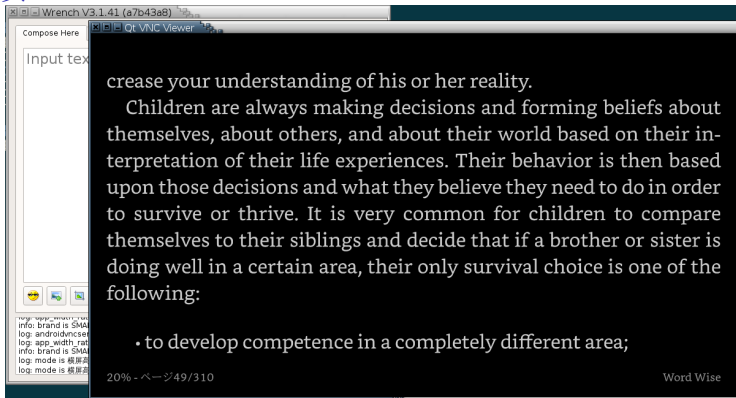 Wrench V3.1.41 (a7b43a8)
Qt VNC Viewer
Compose Here
Input tex
crease your understanding of his or her reality.
Children are always making decisions and forming beliefs about
themselves, about others, and about their world based on their in-
terpretation of their life experiences. Their behavior is then based
upon those decisions and what they believe they need to do in order
to survive or thrive. It is very common for children to compare
themselves to their siblings and decide that if a brother or sister is
doing well in a certain area, their only survival choice is one of the
following:
• to develop competence in a completely different area;
20% - ページ49/310
Word Wise
log: app_width_rat
info: brand is SMA
log: androidvncser
log: app_width_rat
info: brand is SMA
log: mode is 横屏高
log: mode is 横屏高